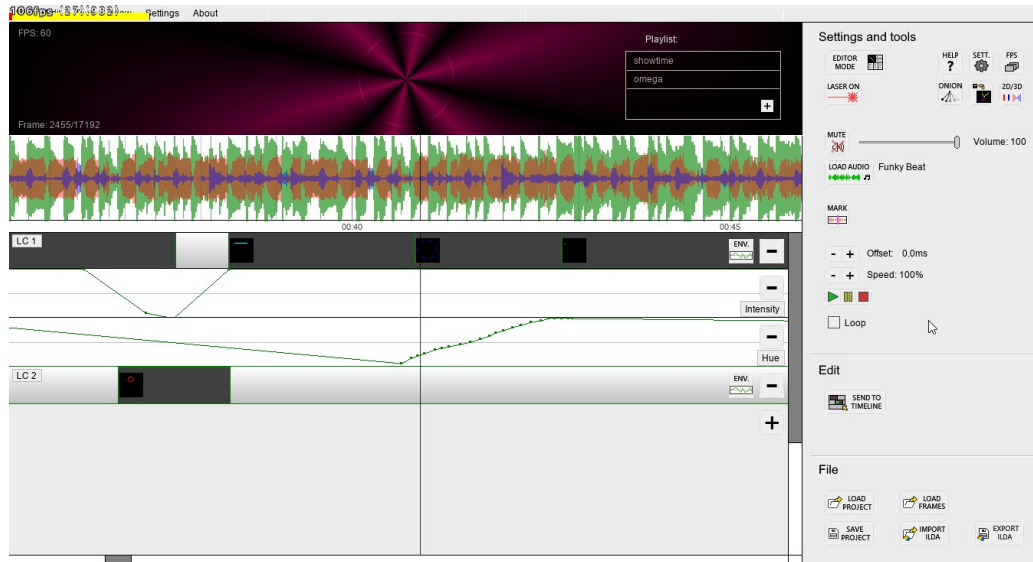 Settings About
FPS: 60
Frame: 2455/17192
Playlist:
showtime
omega
+
00:40 00:45
LC 1
ENV.
Intensity
Hue
LC 2
ENV.
+
Settings and tools
EDITOR MODE
HELP
?
SETT.
FPS
LASER ON
ONION
2D/3D
MUTE
Volume: 100
LOAD AUDIO
Funky Beat
MARK
- + Offset: 0.0ms
- + Speed: 100%
Loop
Edit
SEND TO TIMELINE
File
LOAD PROJECT
LOAD FRAMES
SAVE PROJECT
IMPORT ILDA
EXPORT ILDA